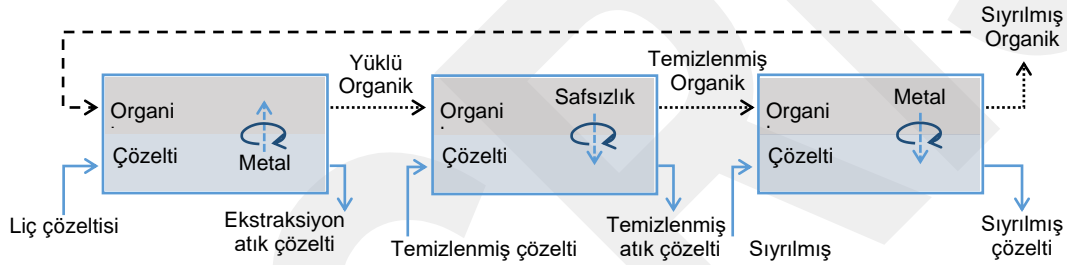 Sıyrılmış
Organik
Yüklü
Organik
Temizlenmiş
Organik
Organi
Çözelti
Metal
Organi
Çözelti
Safsızlık
Organi
Çözelti
Metal
Liç çözeltisi
Ekstraksiyon
atık çözelti
Temizlenmiş çözelti
Temizlenmiş
atık çözelti
Sıyrılmış
Sıyrılmış
çözelti